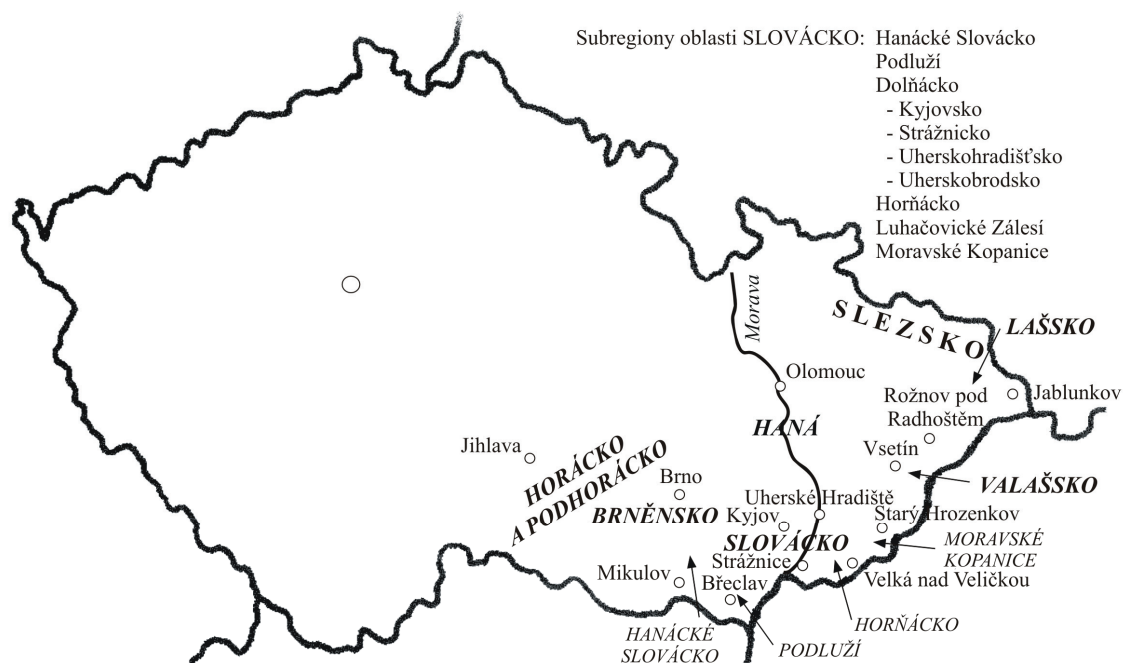 Subregiony oblasti SLOVÁCKO: Hanácké Slovácko
Podluží
Dolňácko
- Kyjovsko
- Strážnicko
- Uherskohradišťsko
- Uherskobrodsko
Horňácko
Luhačovické Zálesí
Moravské Kopanice
Morava
SLEZSKO
LAŠSKO
Olomouc
Rožnov pod
Radhoštěm
Jablunkov
HANÁ
Jihlava
HORÁCKO
A PODHORÁCKO
Vsetín
VALAŠSKO
Brno
BRNĚNSKO
Uherské Hradiště
Kyjov
Starý Hrozenkov
SLOVÁCKO
MORAVSKÉ
KOPANICE
Strážnice
Mikulov
Břeclav
Velká nad Veličkou
HORŇÁCKO
HANÁCKÉ
SLOVÁCKO
PODLUŽÍ